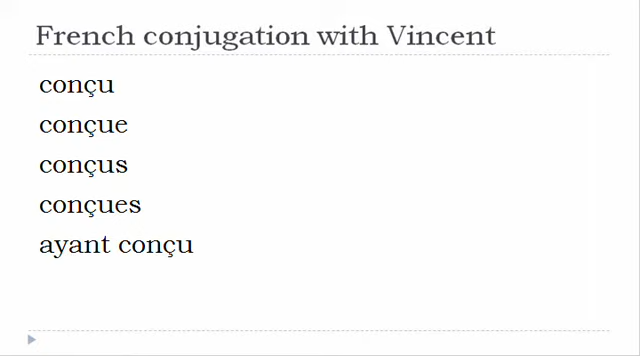 French conjugation with Vincent
conçu
conçue
conçus
conçues
ayant conçu